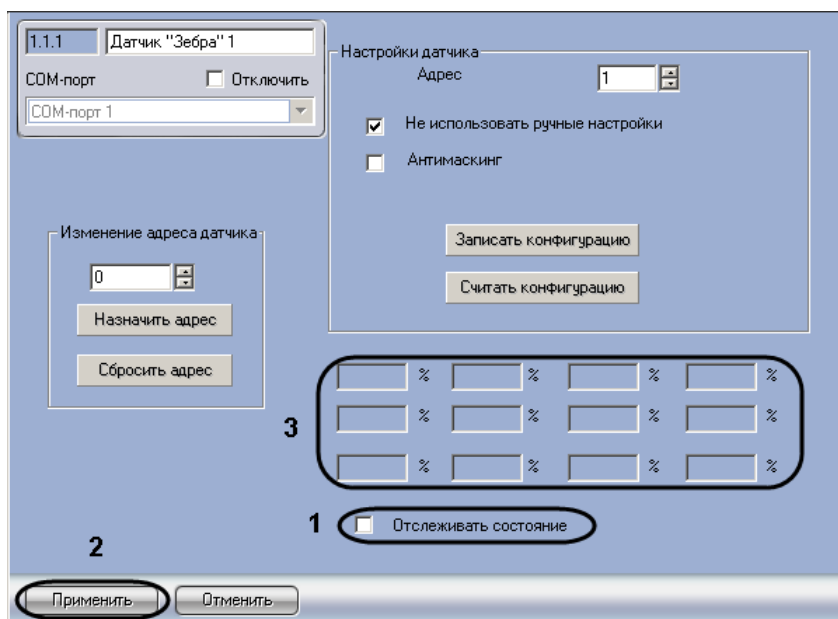 1.1.1 Датчик "Зебра" 1
COM-порт Отключить
COM-порт 1
Настройки датчика
Адрес 1
Не использовать ручные настройки
Антимаскинг
Записать конфигурацию
Считать конфигурацию
Изменение адреса датчика
0
Назначить адрес
Сбросить адрес
% % % %
% % % %
% % % %
3
1 Отслеживать состояние
2
Применить Отменить